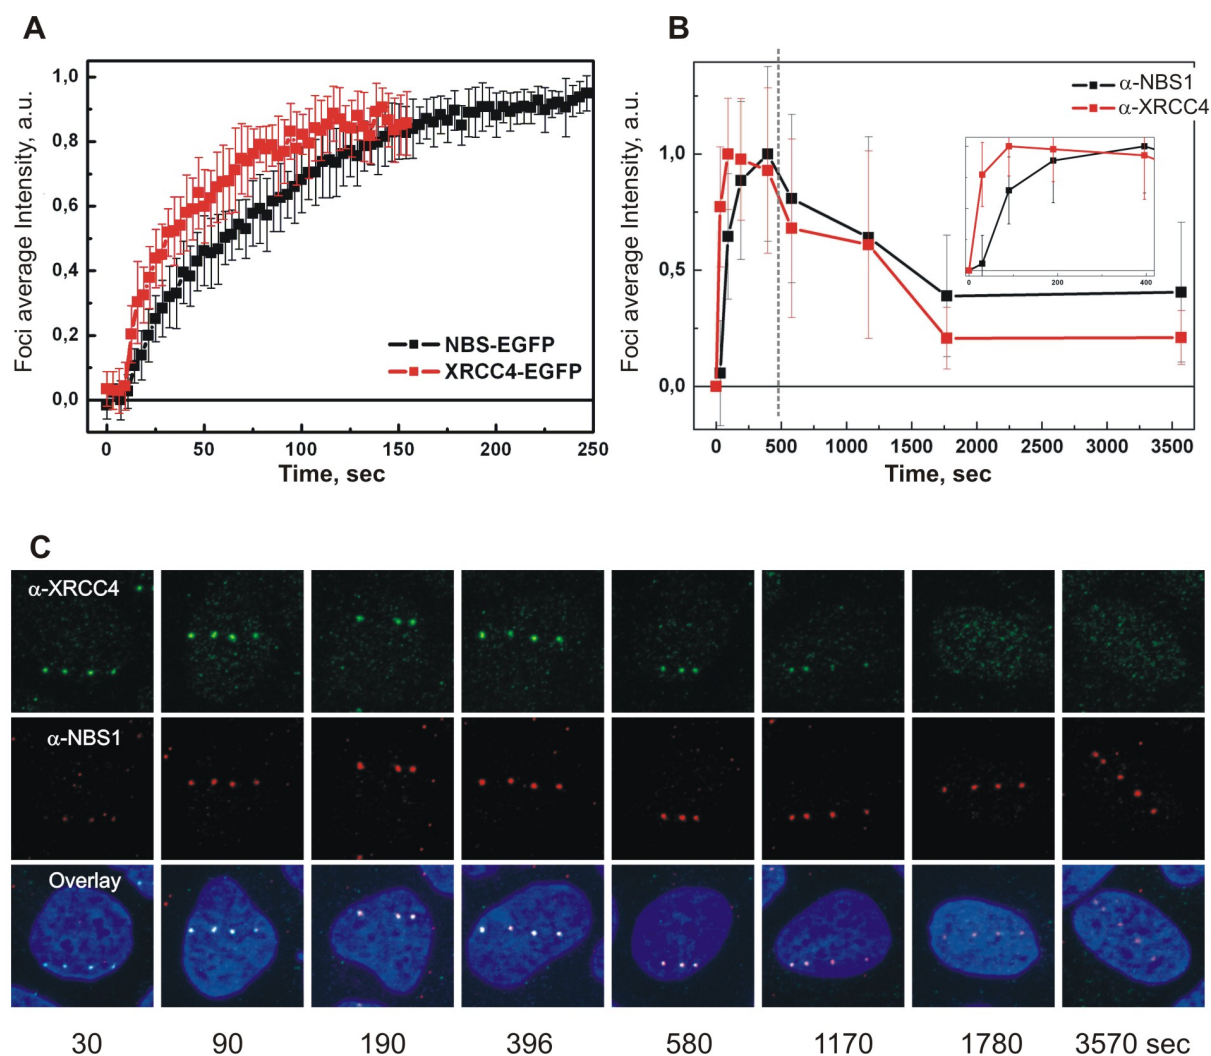 A
1,0
0,8
0,6
0,4
0,2
0,0
Foci average Intensity, a.u.
NBS-EGFP
XRCC4-EGFP
0 50 100 150 200 250
Time, sec
B
α-NBS1
α-XRCC4
1,0
0,5
0,0
Foci average Intensity, a.u.
0 200 400
0 500 1000 1500 2000 2500 3000 3500
Time, sec
C
α-XRCC4
α-NBS1
Overlay
30 90 190 396 580 1170 1780 3570 sec